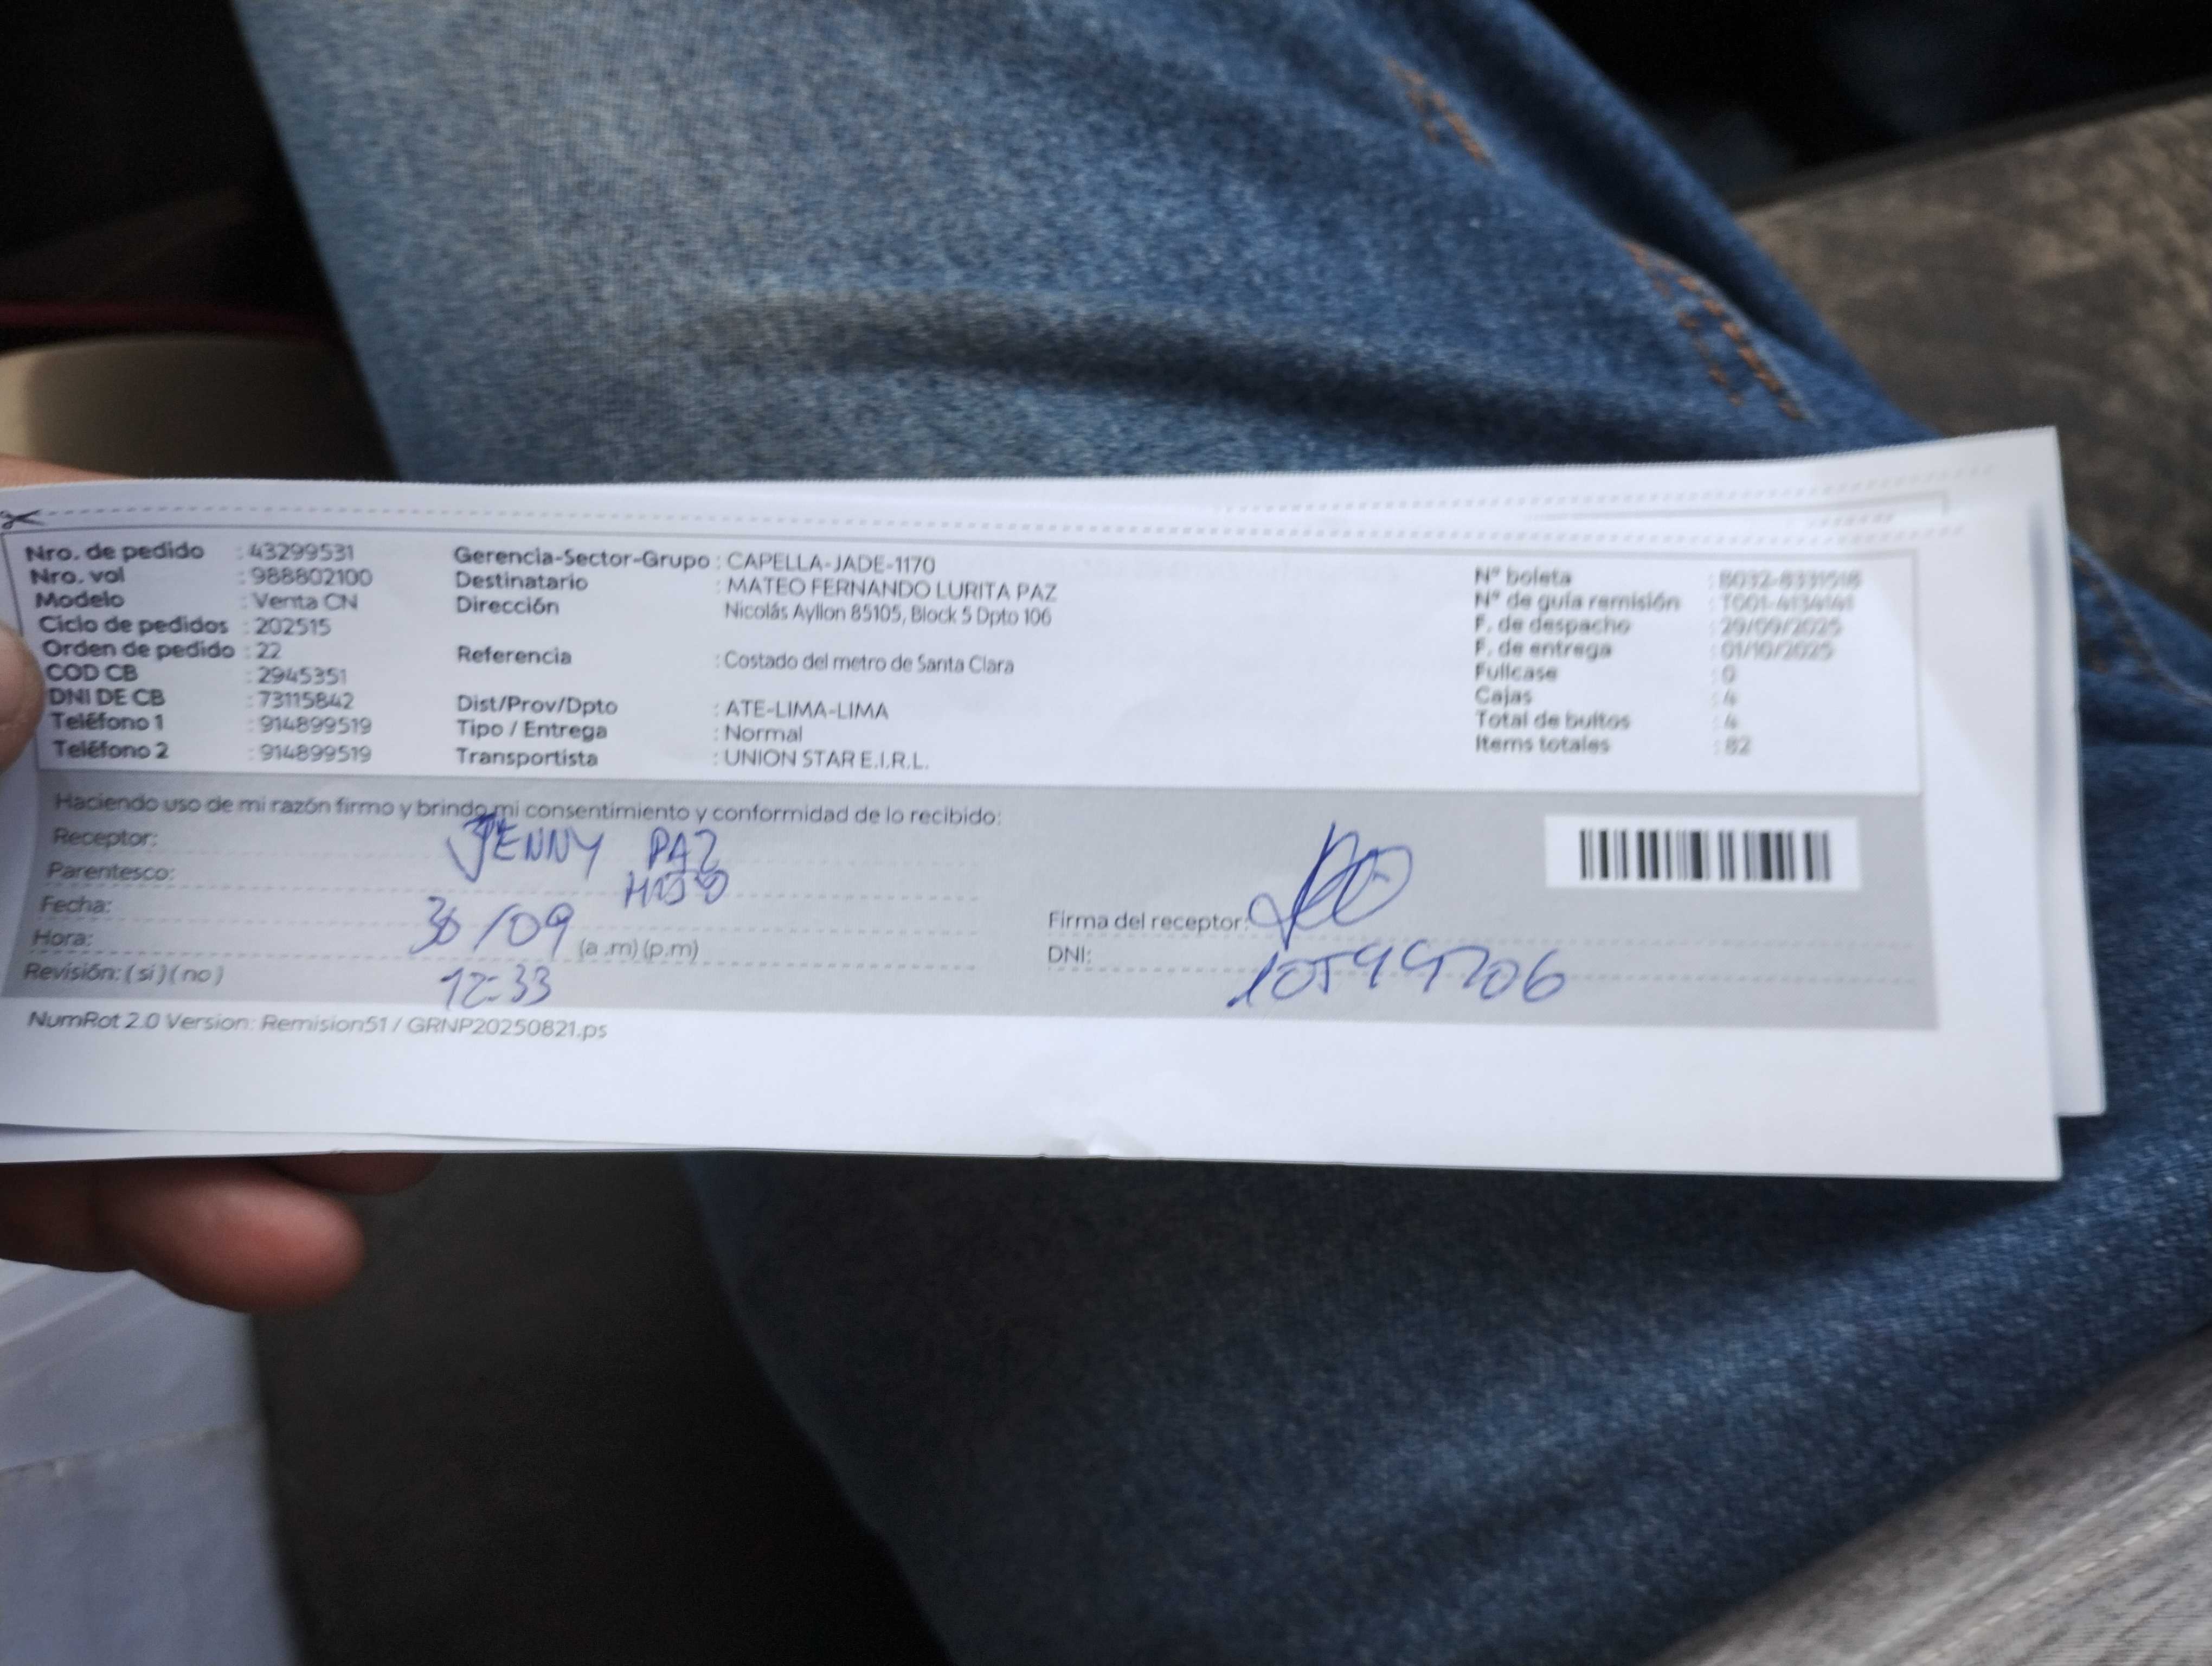 Nro. de pedido : 43299531
Nro. vol : 988802100
Modelo : Venta CN
Ciclo de pedidos : 202515
Orden de pedido : 22
COD CB : 2945351
DNI DE CB : 73115842
Teléfono 1 : 914899519
Teléfono 2 : 914899519
Gerencia-Sector-Grupo : CAPELLA-JADE-1170
Destinatario : MATEO FERNANDO LURITA PAZ
Dirección Nicolás Ayllon 85105, Block 5 Dpto 106
Referencia : Costado del metro de Santa Clara
Dist/Prov/Dpto : ATE-LIMA-LIMA
Tipo / Entrega : Normal
Transportista : UNION STAR E.I.R.L.
N° boleta
N° de guía remisión
F. de despacho : 29/09/2025
F. de entrega : 01/10/2025
Fullcase : 0
Cajas : 4
Total de bultos : 4
Items totales : 82
Haciendo uso de mi razón firmo y brindo mi consentimiento y conformidad de lo recibido:
Receptor: JENNY PAZ
Parentesco:
Fecha: 30/09
Hora: (a .m) (p.m)
Revisión: ( si ) ( no ) 12:33
Firma del receptor:
DNI:
NumRot 2.0 Version: Remision51 / GRNP20250821.ps